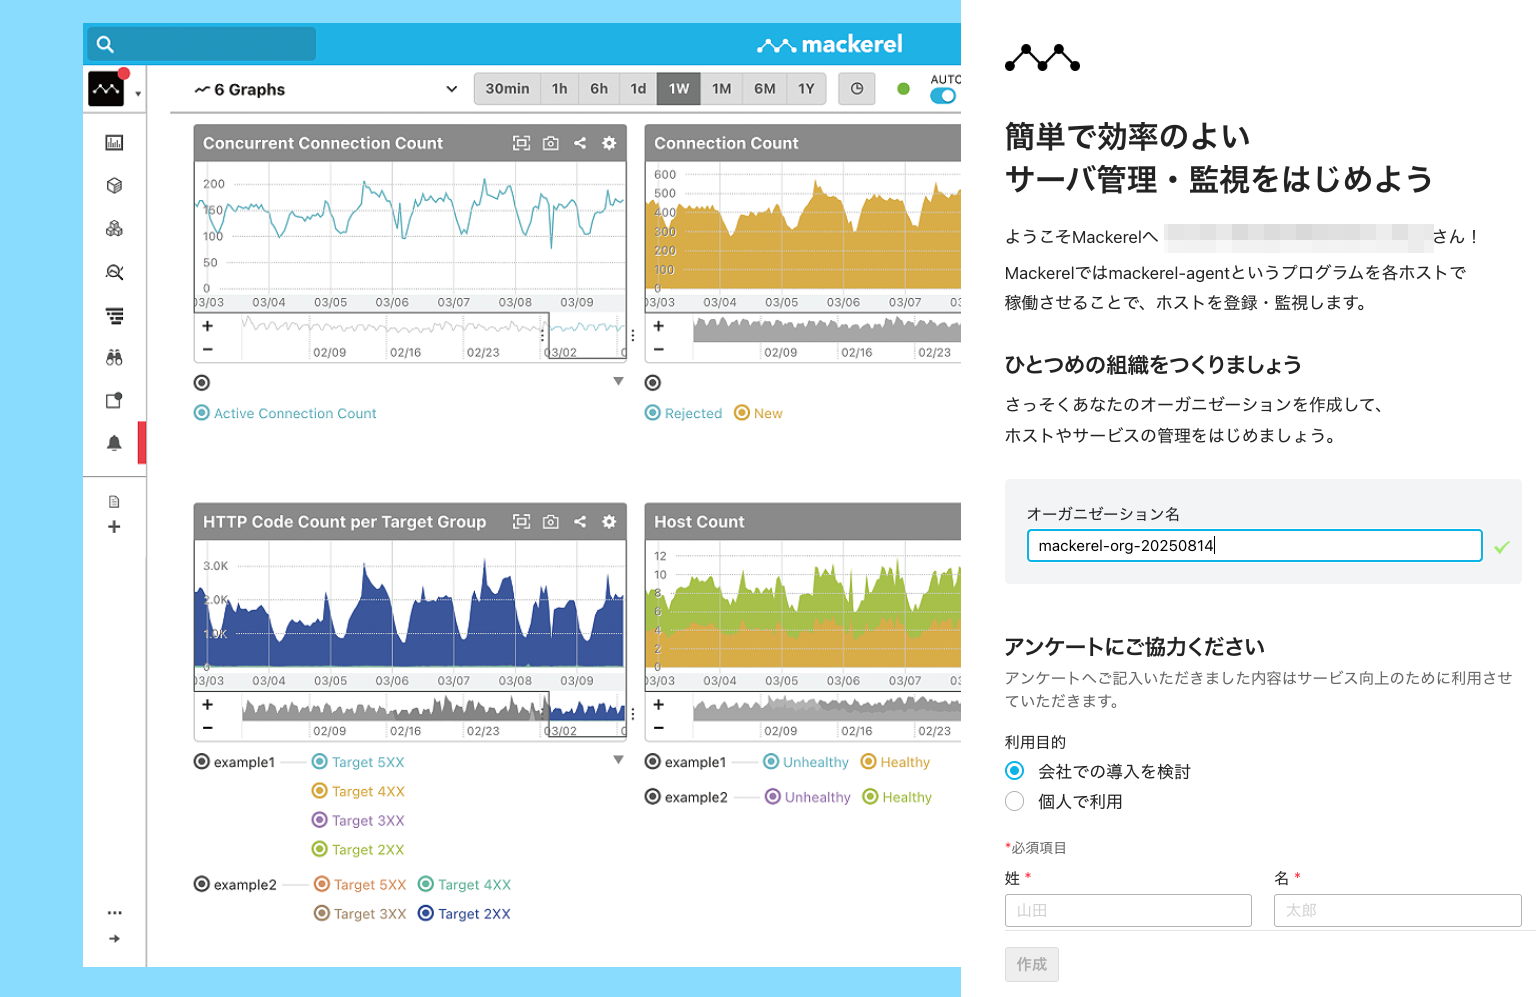 mackerel
6 Graphs
30min 1h 6h 1d 1W 1M 6M 1Y
AUTO
Concurrent Connection Count
200
150
100
50
0
03/03 03/04 03/05 03/06 03/07 03/08 03/09
+
−
02/09 02/16 02/23 03/02
Active Connection Count
Connection Count
600
500
400
300
200
100
0
03/03 03/04 03/05 03/06 03/07
+
−
02/09 02/16 02/23
Rejected New
HTTP Code Count per Target Group
3.0K
2.0K
1.0K
0
03/03 03/04 03/05 03/06 03/07 03/08 03/09
+
−
02/09 02/16 02/23 03/02
example1 Target 5XX
Target 4XX
Target 3XX
Target 2XX
example2 Target 5XX Target 4XX
Target 3XX Target 2XX
Host Count
12
10
8
6
4
2
0
03/03 03/04 03/05 03/06 03/07
+
−
02/09 02/16 02/23
example1 Unhealthy Healthy
example2 Unhealthy Healthy
簡単で効率のよい
サーバ管理・監視をはじめよう
ようこそMackerelへ さん！
Mackerelではmackerel-agentというプログラムを各ホストで
稼働させることで、ホストを登録・監視します。
ひとつめの組織をつくりましょう
さっそくあなたのオーガニゼーションを作成して、
ホストやサービスの管理をはじめましょう。
オーガニゼーション名
mackerel-org-20250814
アンケートにご協力ください
アンケートへご記入いただきました内容はサービス向上のために利用させ
ていただきます。
利用目的
会社での導入を検討
個人で利用
*必須項目
姓 * 名 *
山田 太郎
作成